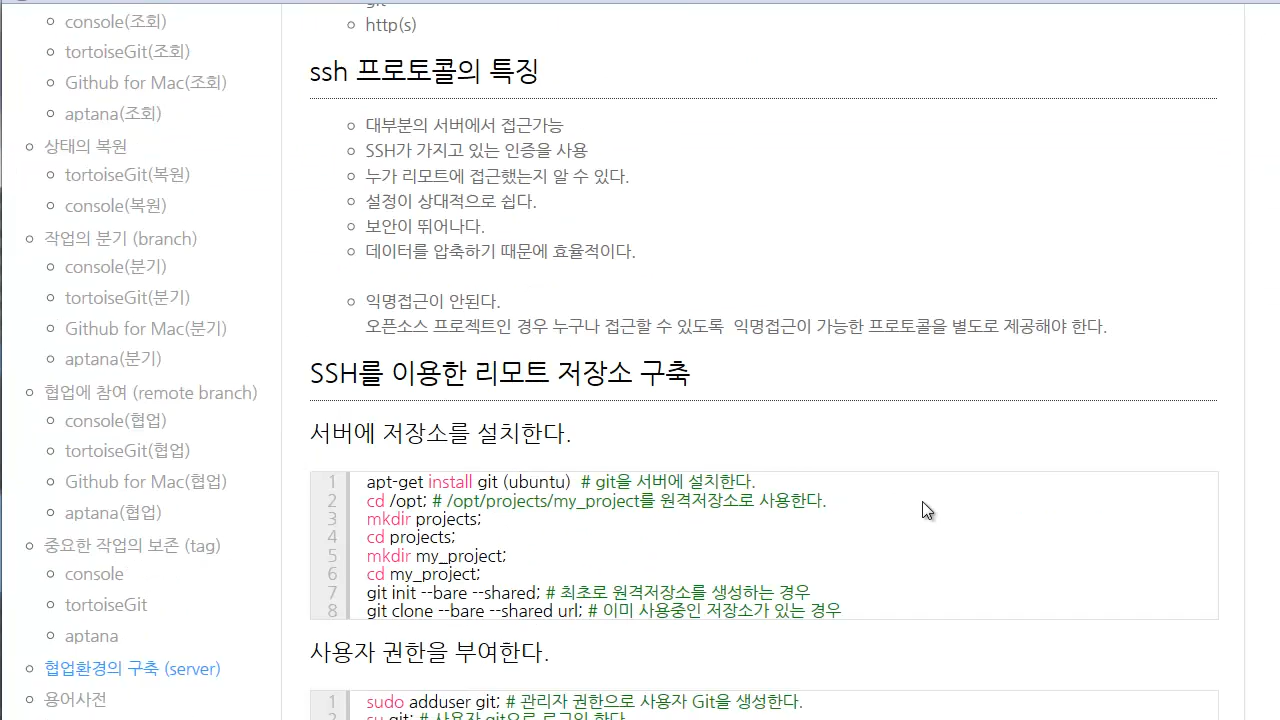 console(조회)
tortoiseGit(조회)
Github for Mac(조회)
aptana(조회)
상태의 복원
tortoiseGit(복원)
console(복원)
작업의 분기 (branch)
console(분기)
tortoiseGit(분기)
Github for Mac(분기)
aptana(분기)
협업에 참여 (remote branch)
console(협업)
tortoiseGit(협업)
Github for Mac(협업)
aptana(협업)
중요한 작업의 보존 (tag)
console
tortoiseGit
aptana
협업환경의 구축 (server)
용어사전
git
http(s)
ssh 프로토콜의 특징
대부분의 서버에서 접근가능
SSH가 가지고 있는 인증을 사용
누가 리모트에 접근했는지 알 수 있다.
설정이 상대적으로 쉽다.
보안이 뛰어나다.
데이터를 압축하기 때문에 효율적이다.
익명접근이 안된다.
오픈소스 프로젝트인 경우 누구나 접근할 수 있도록 익명접근이 가능한 프로토콜을 별도로 제공해야 한다.
SSH를 이용한 리모트 저장소 구축
서버에 저장소를 설치한다.
1 apt-get install git (ubuntu) # git을 서버에 설치한다.
2 cd /opt; # /opt/projects/my_project를 원격저장소로 사용한다.
3 mkdir projects;
4 cd projects;
5 mkdir my_project;
6 cd my_project;
7 git init --bare --shared; # 최초로 원격저장소를 생성하는 경우
8 git clone --bare --shared url; # 이미 사용중인 저장소가 있는 경우
사용자 권한을 부여한다.
1 sudo adduser git; # 관리자 권한으로 사용자 Git을 생성한다.
2 su git; # 사용자 git으로 로그인 한다